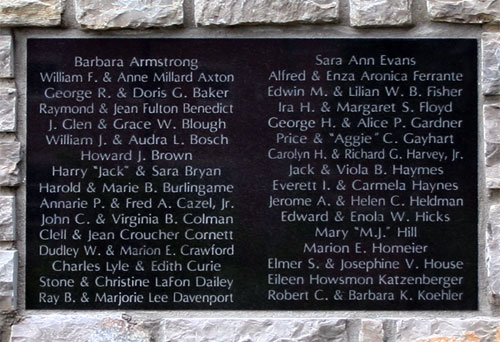 Barbara Armstrong
William F. & Anne Millard Axton
George R. & Doris G. Baker
Raymond & Jean Fulton Benedict
J. Glen & Grace W. Blough
William J. & Audra L. Bosch
Howard J. Brown
Harry "Jack" & Sara Bryan
Harold & Marie B. Burlingame
Annarie P. & Fred A. Cazel, Jr.
John C. & Virginia B. Colman
Clell & Jean Croucher Cornett
Dudley W. & Marion E. Crawford
Charles Lyle & Edith Curie
Stone & Christine LaFon Dailey
Ray B. & Marjorie Lee Davenport
Sara Ann Evans
Alfred & Enza Aronica Ferrante
Edwin M. & Lilian W. B. Fisher
Ira H. & Margaret S. Floyd
George H. & Alice P. Gardner
Price & "Aggie" C. Gayhart
Carolyn H. & Richard G. Harvey, Jr.
Jack & Viola B. Haymes
Everett I. & Carmela Haynes
Jerome A. & Helen C. Heldman
Edward & Enola W. Hicks
Mary "M.J." Hill
Marion E. Homeier
Elmer S. & Josephine V. House
Eileen Howsmon Katzenberger
Robert C. & Barbara K. Koehler